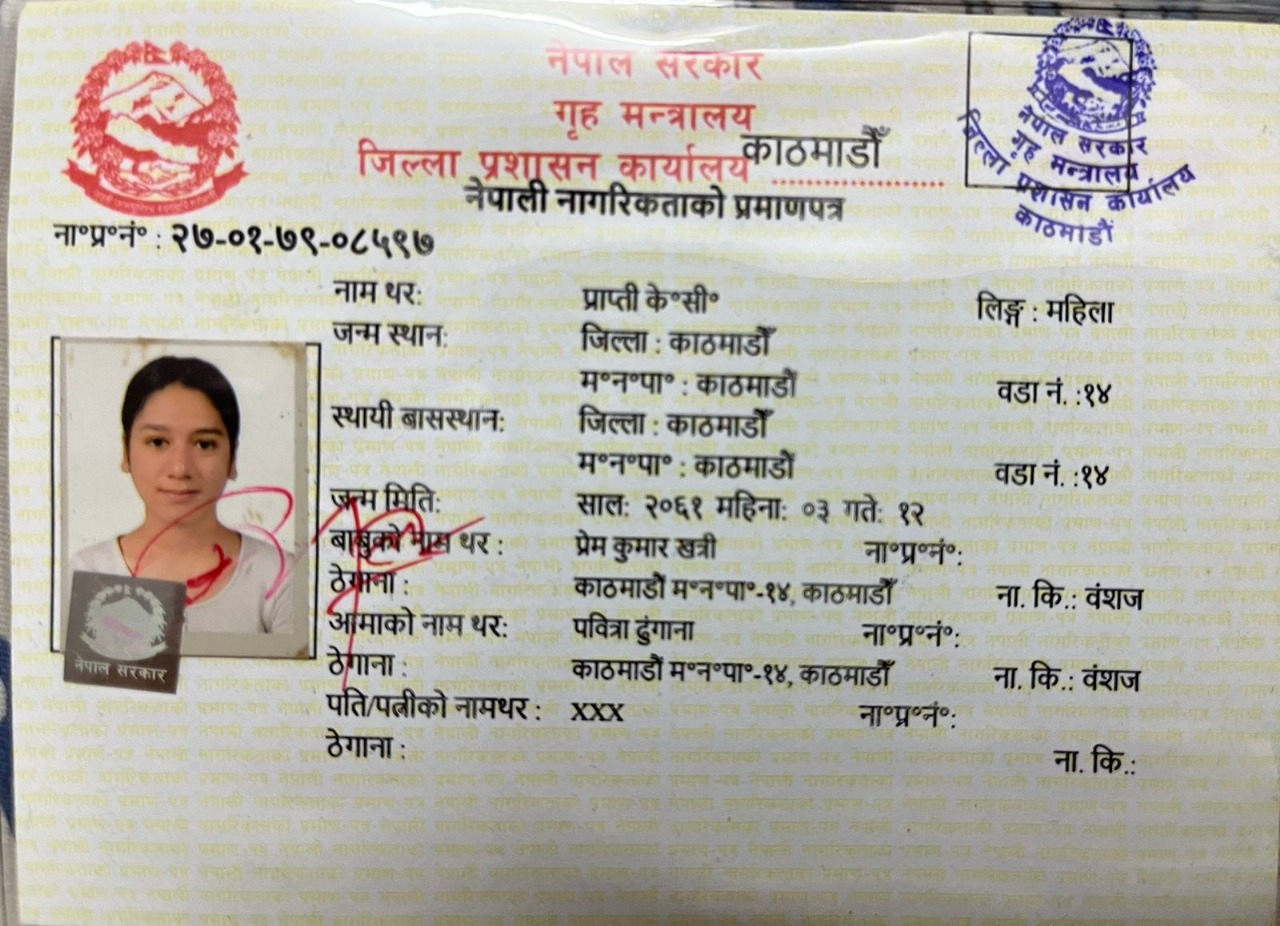 नेपाल सरकार
गृह मन्त्रालय
जिल्ला प्रशासन कार्यालय काठमाडौँ
नेपाली नागरिकताको प्रमाणपत्र
नेपाल सरकार
गृह मन्त्रालय
जिल्ला प्रशासन कार्यालय
काठमाडौं
ना॰प्र॰नं॰ : २७-०१-७९-०८५९७
नाम थर: प्राप्ती के॰सी॰ लिङ्ग : महिला
जन्म स्थान: जिल्ला : काठमाडौँ
म॰न॰पा॰ : काठमाडौं वडा नं. :१४
स्थायी बासस्थान: जिल्ला : काठमाडौँ
म॰न॰पा॰ : काठमाडौं वडा नं. :१४
जन्म मिति: साल: २०६१ महिना: ०३ गते: १२
बाबुको नाम थर : प्रेम कुमार खत्री ना॰प्र॰नं॰:
ठेगाना : काठमाडौं म॰न॰पा॰-१४, काठमाडौँ ना. कि.: वंशज
आमाको नाम थर: पवित्रा ढुंगाना ना॰प्र॰नं॰:
ठेगाना : काठमाडौं म॰न॰पा॰-१४, काठमाडौँ ना. कि.: वंशज
पति/पत्नीको नामथर : XXX ना॰प्र॰नं॰:
ठेगाना : ना. कि.:
नेपाल सरकार